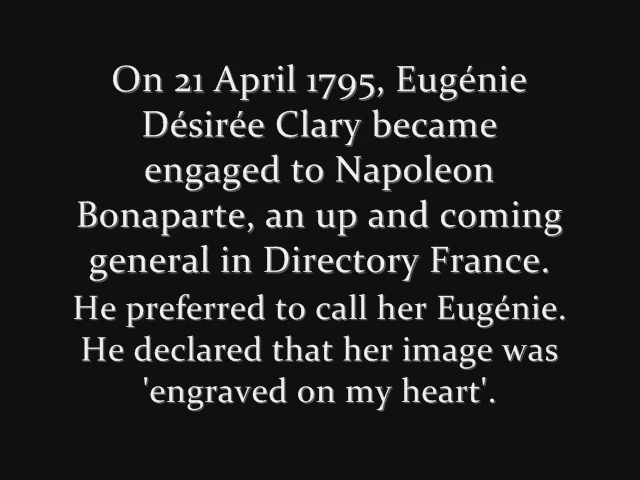 On 21 April 1795, Eugénie
Désirée Clary became
engaged to Napoleon
Bonaparte, an up and coming
general in Directory France.
He preferred to call her Eugénie.
He declared that her image was
'engraved on my heart'.